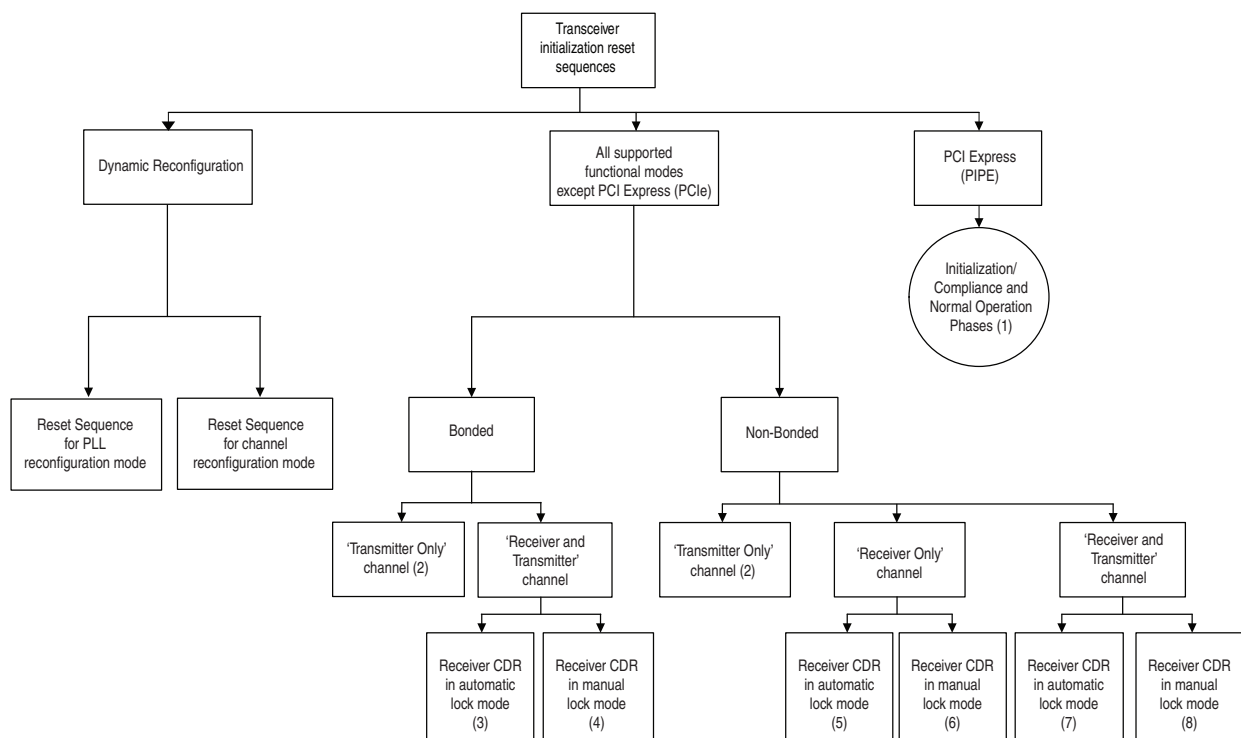 Transceiver
initialization reset
sequences
Dynamic Reconfiguration
All supported
functional modes
except PCI Express (PCIe)
PCI Express
(PIPE)
Initialization/
Compliance and
Normal Operation
Phases (1)
Reset Sequence
for PLL
reconfiguration mode
Reset Sequence
for channel
reconfiguration mode
Bonded
Non-Bonded
‘Transmitter Only’
channel (2)
‘Receiver and
Transmitter’
channel
‘Transmitter Only’
channel (2)
‘Receiver Only’
channel
‘Receiver and
Transmitter’
channel
Receiver CDR
in automatic
lock mode
(3)
Receiver CDR
in manual
lock mode
(4)
Receiver CDR
in automatic
lock mode
(5)
Receiver CDR
in manual
lock mode
(6)
Receiver CDR
in automatic
lock mode
(7)
Receiver CDR
in manual
lock mode
(8)